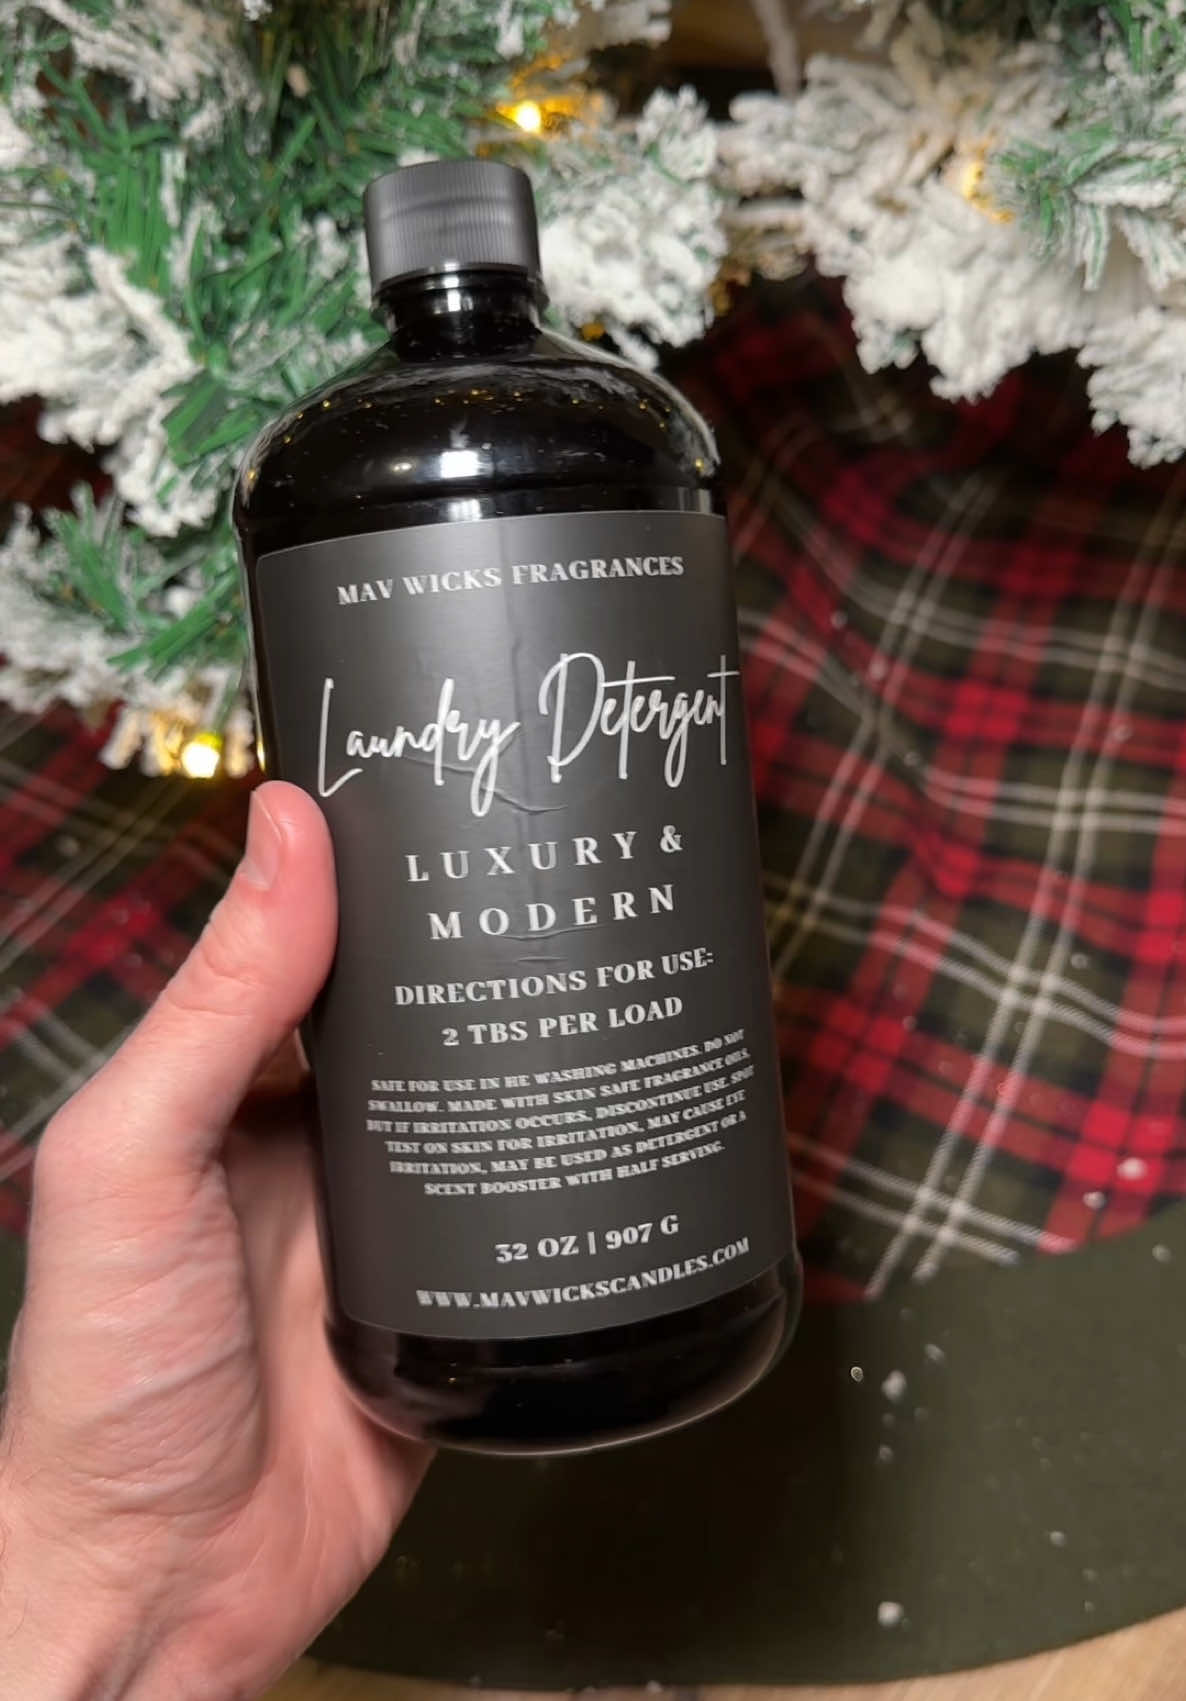 MAV WICKS FRAGRANCES
Laundry Detergent
LUXURY &
MODERN
DIRECTIONS FOR USE:
2 TBS PER LOAD
SAFE FOR USE IN HE WASHING MACHINES. DO NOT
SWALLOW. MADE WITH SKIN SAFE FRAGRANCE OILS,
BUT IF IRRITATION OCCURS, DISCONTINUE USE. SPOT
TEST ON SKIN FOR IRRITATION, MAY CAUSE EYE
IRRITATION, MAY BE USED AS DETERGENT OR A
SCENT BOOSTER WITH HALF SERVING.
32 OZ | 907 G
WWW.MAVWICKSCANDLES.COM